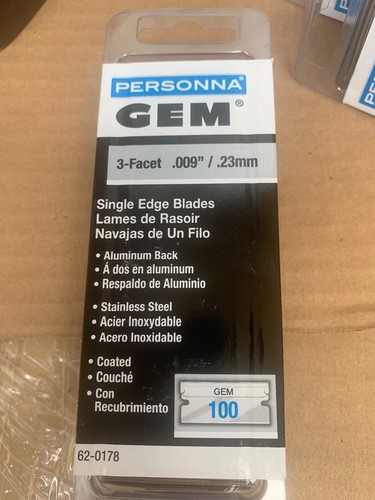 PERSONNA®
GEM®
3-Facet .009” / .23mm
Single Edge Blades
Lames de Rasoir
Navajas de Un Filo
• Aluminum Back
• Á dos en aluminum
• Respaldo de Aluminio
• Stainless Steel
• Acier Inoxydable
• Acero Inoxidable
• Coated
• Couché
• Con
Recubrimiento
GEM
100
62-0178